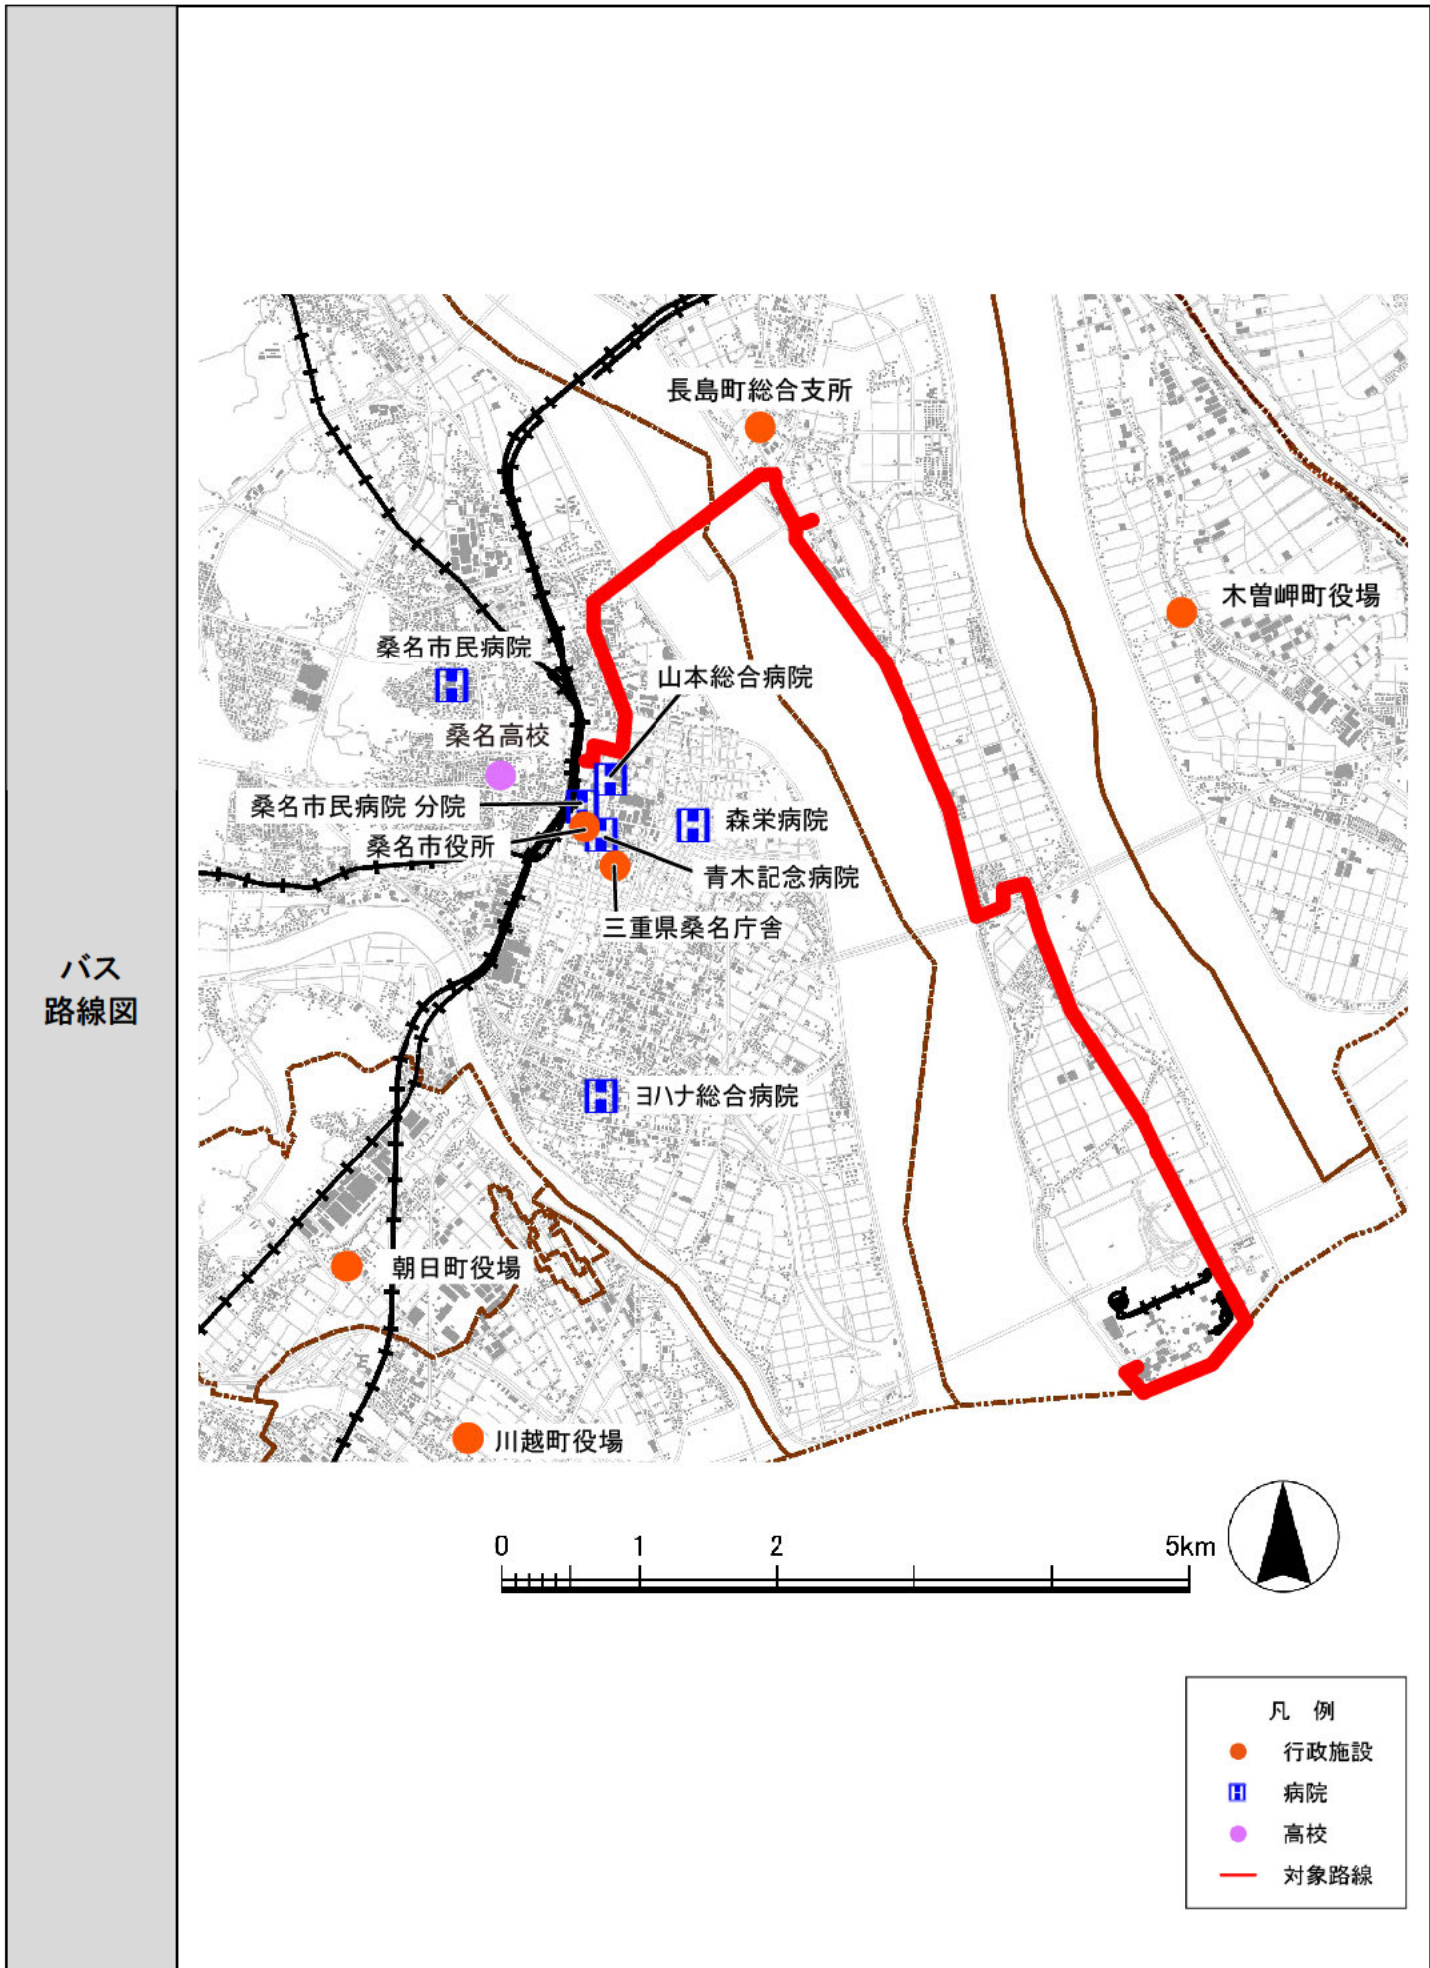 バス
路線図
長島町総合支所
木曽岬町役場
桑名市民病院
山本総合病院
桑名高校
桑名市民病院 分院
森栄病院
桑名市役所
青木記念病院
三重県桑名庁舎
ヨハナ総合病院
朝日町役場
川越町役場
0 1 2 5km
凡 例
行政施設
H 病院
高校
対象路線